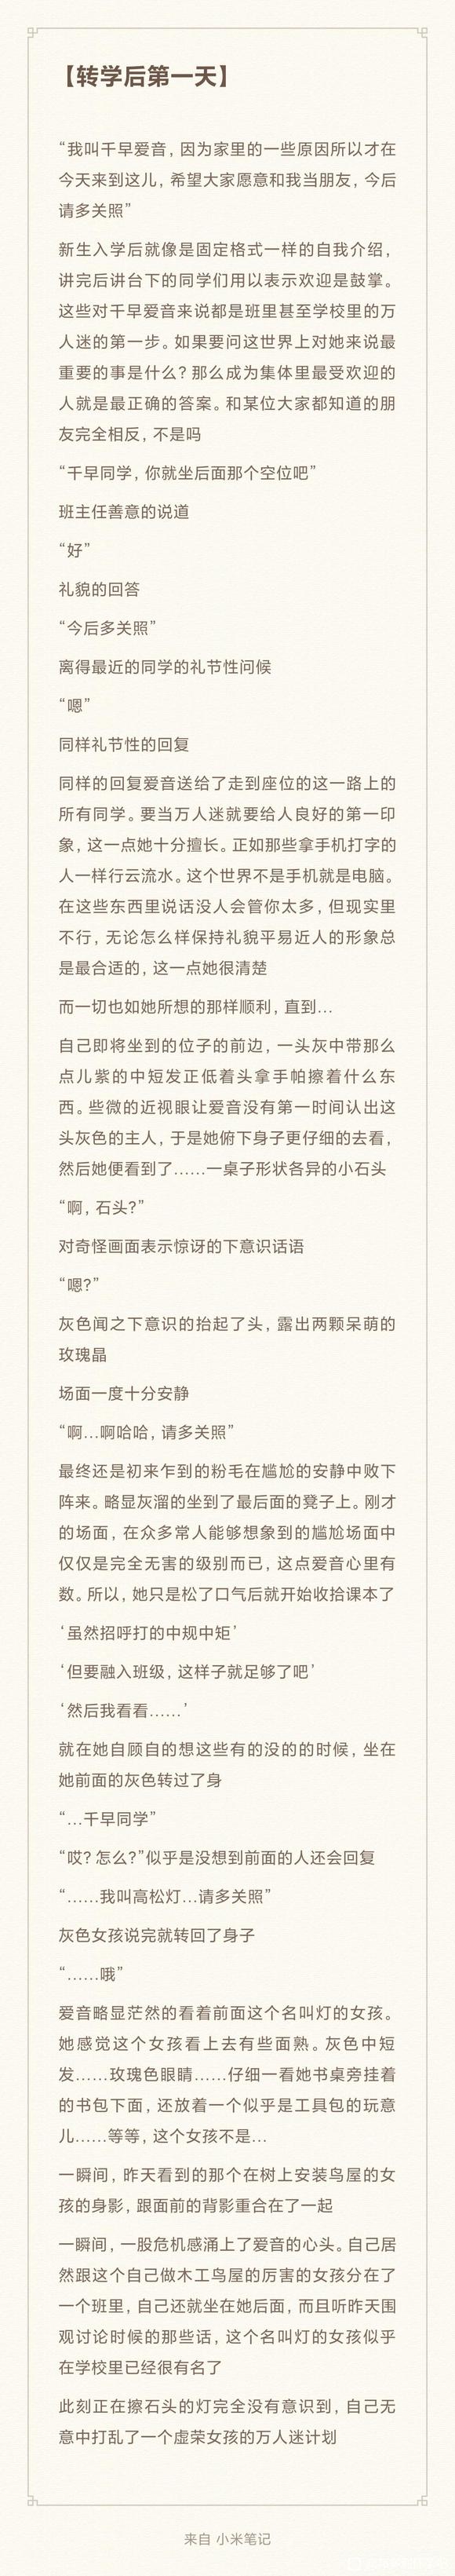 【转学后第一天】
“我叫千早爱音，因为家里的一些原因所以才在
今天来到这儿，希望大家愿意和我当朋友，今后
请多关照”
新生入学后就像是固定格式一样的自我介绍，
讲完后讲台下的同学们用以表示欢迎是鼓掌。
这些对千早爱音来说都是班里甚至学校里的万
人迷的第一步。如果要问这世界上对她来说最
重要的事是什么？那么成为集体里最受欢迎的
人就是最正确的答案。和某位大家都知道的朋
友完全相反，不是吗
“千早同学，你就坐后面那个空位吧”
班主任善意的说道
“好”
礼貌的回答
“今后多关照”
离得最近的同学的礼节性问候
“嗯”
同样礼节性的回复
同样的回复爱音送给了走到座位的这一路上的
所有同学。要当万人迷就要给人良好的第一印
象，这一点她十分擅长。正如那些拿手机打字的
人一样行云流水。这个世界不是手机就是电脑。
在这些东西里说话没人会管你太多，但现实里
不行，无论怎么样保持礼貌平易近人的形象总
是最合适的，这一点她很清楚
而一切也如她所想的那样顺利，直到…
自己即将坐到的位子的前边，一头灰中带那么
点儿紫的中短发正低着头拿手帕擦着什么东
西。些微的近视眼让爱音没有第一时间认出这
头灰色的主人，于是她俯下身子更仔细的去看，
然后她便看到了……一桌子形状各异的小石头
“啊，石头？”
对奇怪画面表示惊讶的下意识话语
“嗯？”
灰色闻之下意识的抬起了头，露出两颗呆萌的
玫瑰晶
场面一度十分安静
“啊…啊哈哈，请多关照”
最终还是初来乍到的粉毛在尴尬的安静中败下
阵来。略显灰溜的坐到了最后面的凳子上。刚才
的场面，在众多常人能够想象到的尴尬场面中
仅仅是完全无害的级别而已，这点爱音心里有
数。所以，她只是松了口气后就开始收拾课本了
‘虽然招呼打的中规中矩’
‘但要融入班级，这样子就足够了吧’
‘然后我看看……’
就在她自顾自的想这些有的没的的时候，坐在
她前面的灰色转过了身
“…千早同学”
“哎？怎么？”似乎是没想到前面的人还会回复
“……我叫高松灯…请多关照”
灰色女孩说完就转回了身子
“……哦”
爱音略显茫然的看着前面这个名叫灯的女孩。
她感觉这个女孩看上去有些面熟。灰色中短
发……玫瑰色眼睛……仔细一看她书桌旁挂着
的书包下面，还放着一个似乎是工具包的玩意
儿……等等，这个女孩不是…
一瞬间，昨天看到的那个在树上安装鸟屋的女
孩的身影，跟面前的背影重合在了一起
一瞬间，一股危机感涌上了爱音的心头。自己居
然跟这个自己做木工鸟屋的厉害的女孩分在了
一个班里，自己还就坐在她后面，而且听昨天围
观讨论时候的那些话，这个名叫灯的女孩似乎
在学校里已经很有名了
此刻正在擦石头的灯完全没有意识到，自己无
意中打乱了一个虚荣女孩的万人迷计划
来自 小米笔记